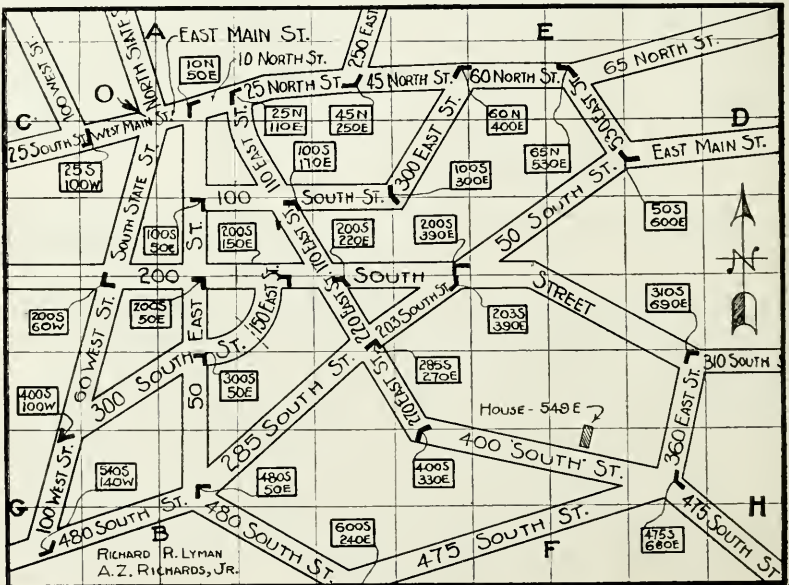 A
E
EAST MAIN ST.
10 NORTH ST.
100 WEST ST.
NORTH STATE
250 EAST
10N
50E
O
25 NORTH ST.
45 NORTH ST.
60 NORTH ST.
65 NORTH ST.
C
25 SOUTH ST.
WEST MAIN ST.
25N
110E
45N
250E
60N
400E
65N
530E
530 EAST ST.
D
EAST MAIN ST.
25S
100W
SOUTH STATE ST.
110 EAST ST.
100S
170E
300 EAST ST.
100S
300E
50S
600E
100
SOUTH ST.
100S
50E
200S
150E
110 EAST ST.
200S
220E
200S
390E
50 SOUTH ST.
N
200
SOUTH
STREET
200S
60W
200S
50E
150 EAST ST.
220 EAST ST.
203 SOUTH ST.
203S
390E
310S
690E
310 SOUTH S
60 WEST ST.
50 EAST ST.
300 SOUTH ST.
300S
50E
285S
270E
270 EAST ST.
400S
100W
285 SOUTH ST.
HOUSE - 549 E
400 SOUTH ST.
400S
330E
360 EAST ST.
540S
140W
480S
50E
G
100 WEST ST.
480 SOUTH ST.
B
480 SOUTH ST.
600S
240E
475 SOUTH ST.
F
475S
680E
475 SOUTH ST.
H
RICHARD R. LYMAN
A. Z. RICHARDS, JR.